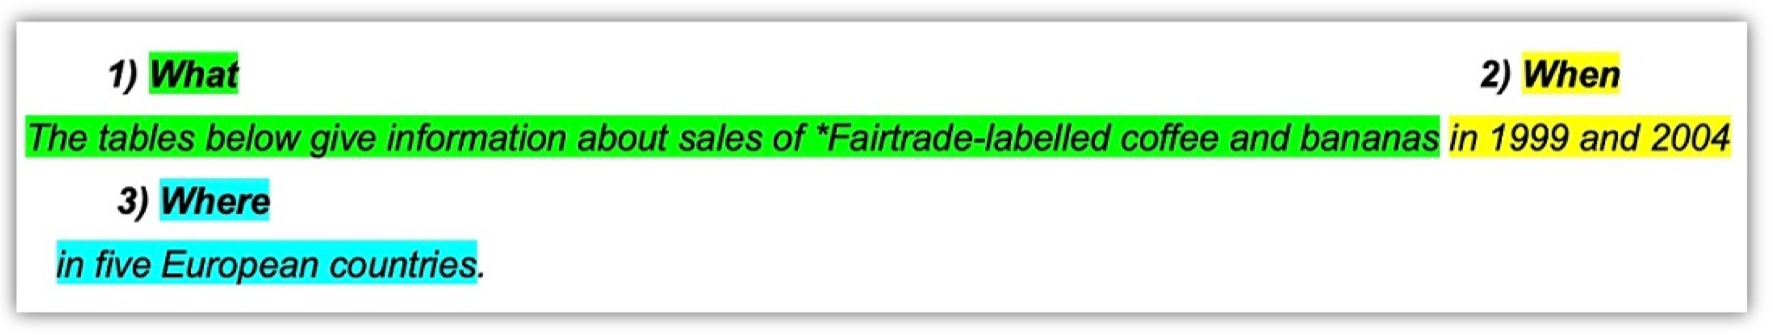 1) What 2) When
The tables below give information about sales of *Fairtrade-labelled coffee and bananas in 1999 and 2004
3) Where
in five European countries.